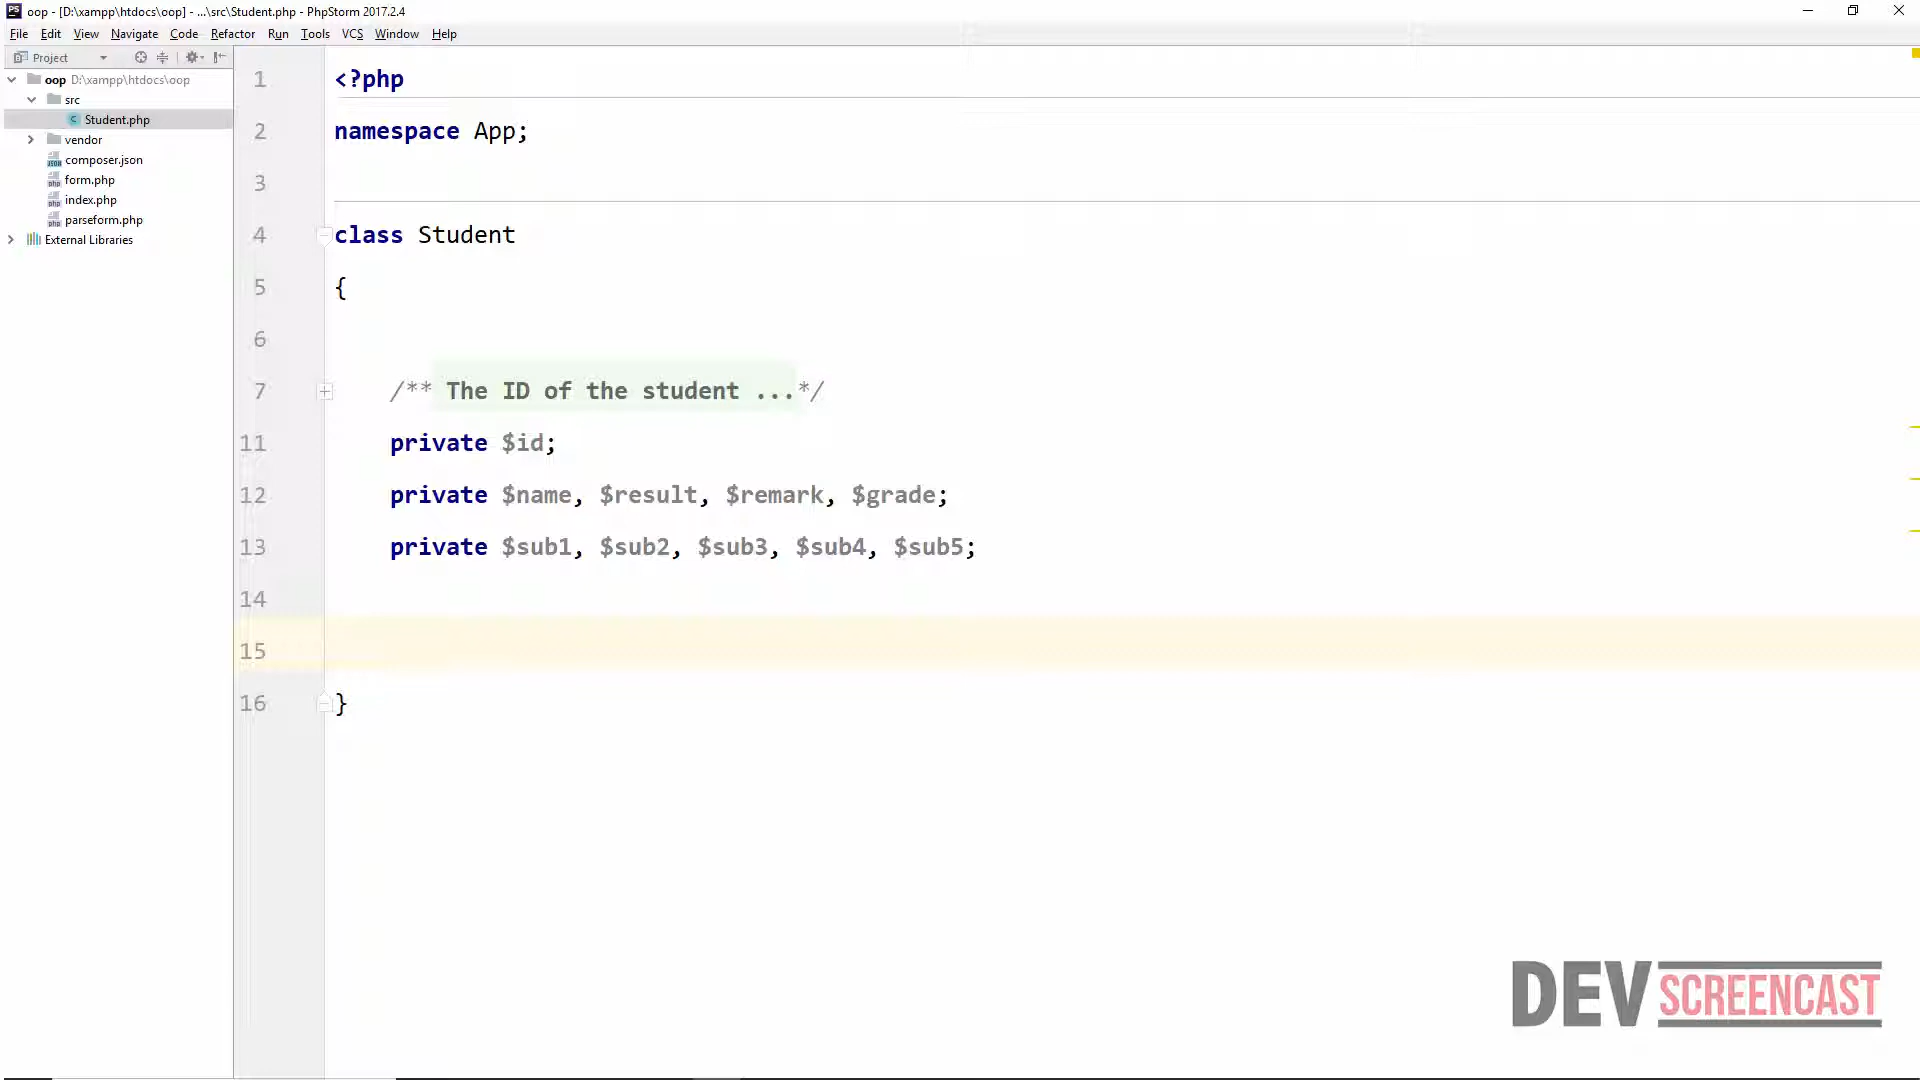 oop - [D:\xampp\htdocs\oop] - ...\src\Student.php - PhpStorm 2017.2.4
File Edit View Navigate Code Refactor Run Tools VCS Window Help
Project
oop D:\xampp\htdocs\oop
src
Student.php
vendor
composer.json
form.php
index.php
parseform.php
External Libraries
1 <?php
2 namespace App;
3
4 class Student
5 {
6
7 /** The ID of the student ...*/
11 private $id;
12 private $name, $result, $remark, $grade;
13 private $sub1, $sub2, $sub3, $sub4, $sub5;
14
15
16 }
DEV SCREENCAST